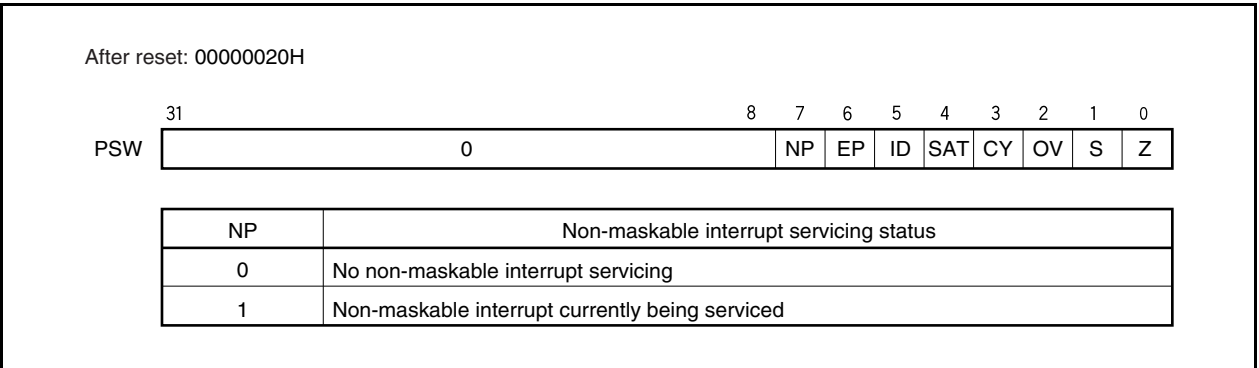 After reset: 00000020H
31 8 7 6 5 4 3 2 1 0
PSW 0 NP EP ID SAT CY OV S Z
NP Non-maskable interrupt servicing status
0 No non-maskable interrupt servicing
1 Non-maskable interrupt currently being serviced